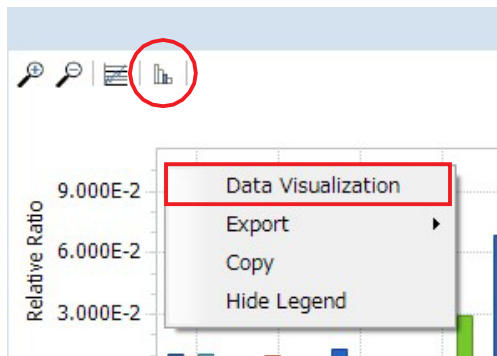 9.000E-2
6.000E-2
3.000E-2
Relative Ratio
Data Visualization
Export
Copy
Hide Legend